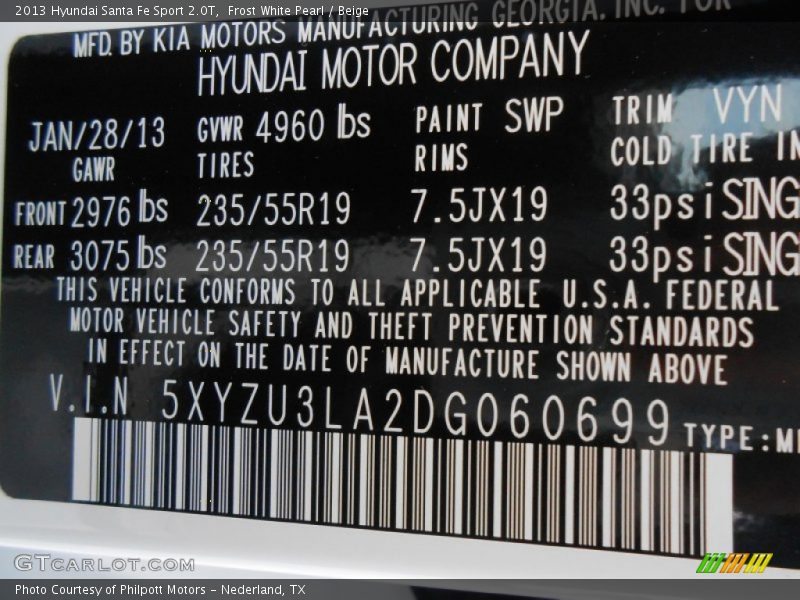 2013 Hyundai Santa Fe Sport 2.0T, Frost White Pearl / Beige
MFD. BY KIA MOTORS MANUFACTURING GEORGIA. INC. FOR
HYUNDAI MOTOR COMPANY
JAN/28/13 GVWR 4960 lbs PAINT SWP TRIM VYN
GAWR TIRES RIMS COLD TIRE IN
FRONT 2976 lbs 235/55R19 7.5JX19 33psi SING
REAR 3075 lbs 235/55R19 7.5JX19 33psi SING
THIS VEHICLE CONFORMS TO ALL APPLICABLE U.S.A. FEDERAL
MOTOR VEHICLE SAFETY AND THEFT PREVENTION STANDARDS
IN EFFECT ON THE DATE OF MANUFACTURE SHOWN ABOVE
V.I.N 5XYZU3LA2DG060699 TYPE:M
GTCARLOT.COM
Photo Courtesy of Philpott Motors – Nederland, TX